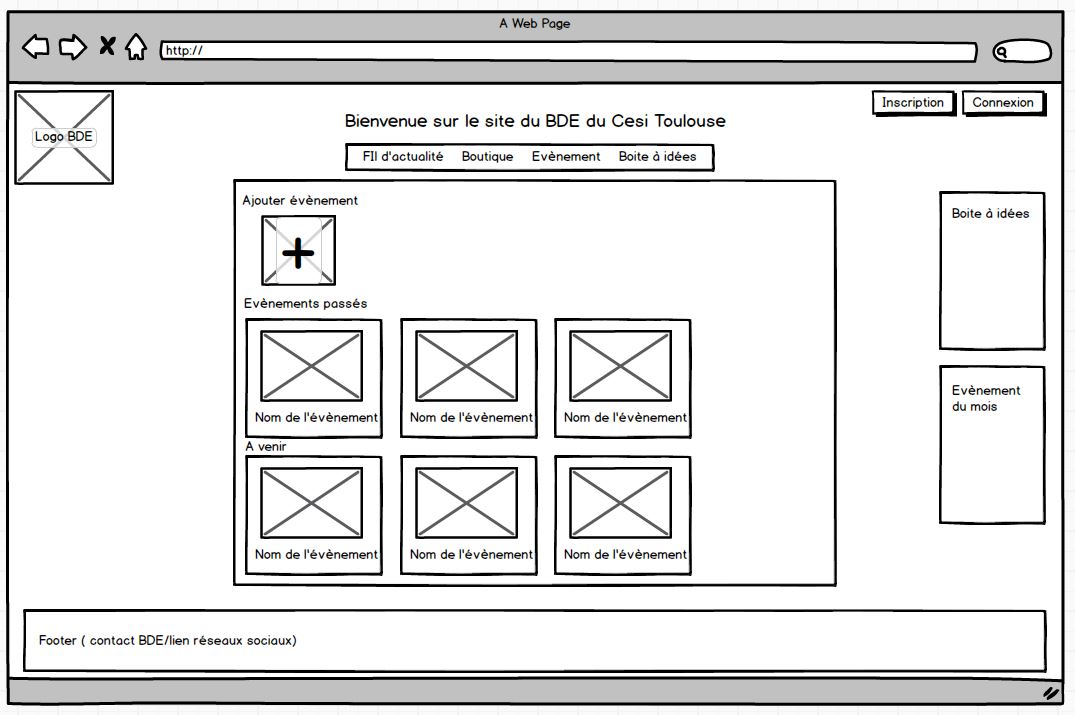 A Web Page
http://
Logo BDE
Inscription
Connexion
Bienvenue sur le site du BDE du Cesi Toulouse
FIl d'actualité
Boutique
Evènement
Boite à idées
Ajouter évènement
Evènements passés
Nom de l'évènement
Nom de l'évènement
Nom de l'évènement
A venir
Nom de l'évènement
Nom de l'évènement
Nom de l'évènement
Boite à idées
Evènement
du mois
Footer ( contact BDE/lien réseaux sociaux)